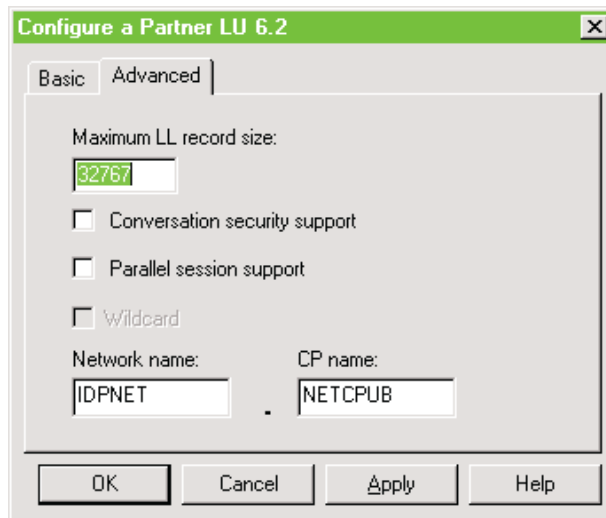 Configure a Partner LU 6.2
Basic Advanced
Maximum LL record size:
32767
Conversation security support
Parallel session support
Wildcard
Network name: CP name:
IDPNET . NETCPUB
OK Cancel Apply Help